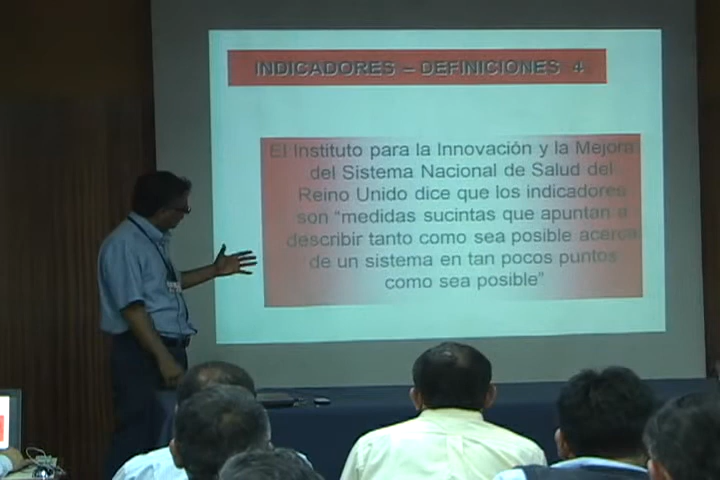 INDICADORES – DEFINICIONES 4
El Instituto para la Innovación y la Mejora
del Sistema Nacional de Salud del
Reino Unido dice que los indicadores
son “medidas sucintas que apuntan a
describir tanto como sea posible acerca
de un sistema en tan pocos puntos
como sea posible”